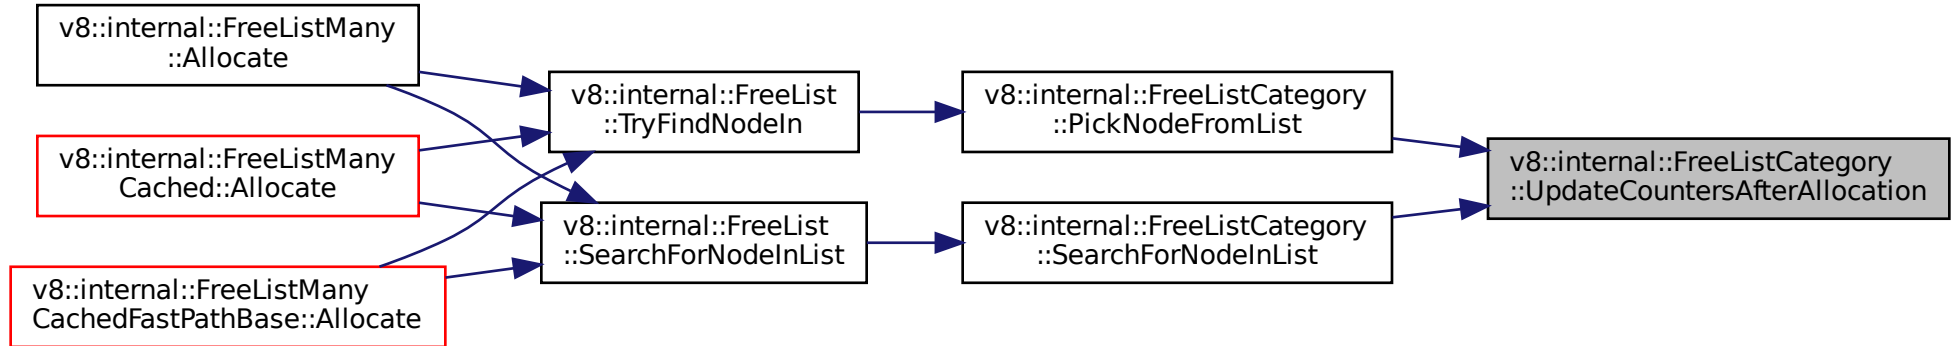 v8::internal::FreeListMany
::Allocate
v8::internal::FreeListMany
Cached::Allocate
v8::internal::FreeListMany
CachedFastPathBase::Allocate
v8::internal::FreeList
::TryFindNodeIn
v8::internal::FreeList
::SearchForNodeInList
v8::internal::FreeListCategory
::PickNodeFromList
v8::internal::FreeListCategory
::SearchForNodeInList
v8::internal::FreeListCategory
::UpdateCountersAfterAllocation